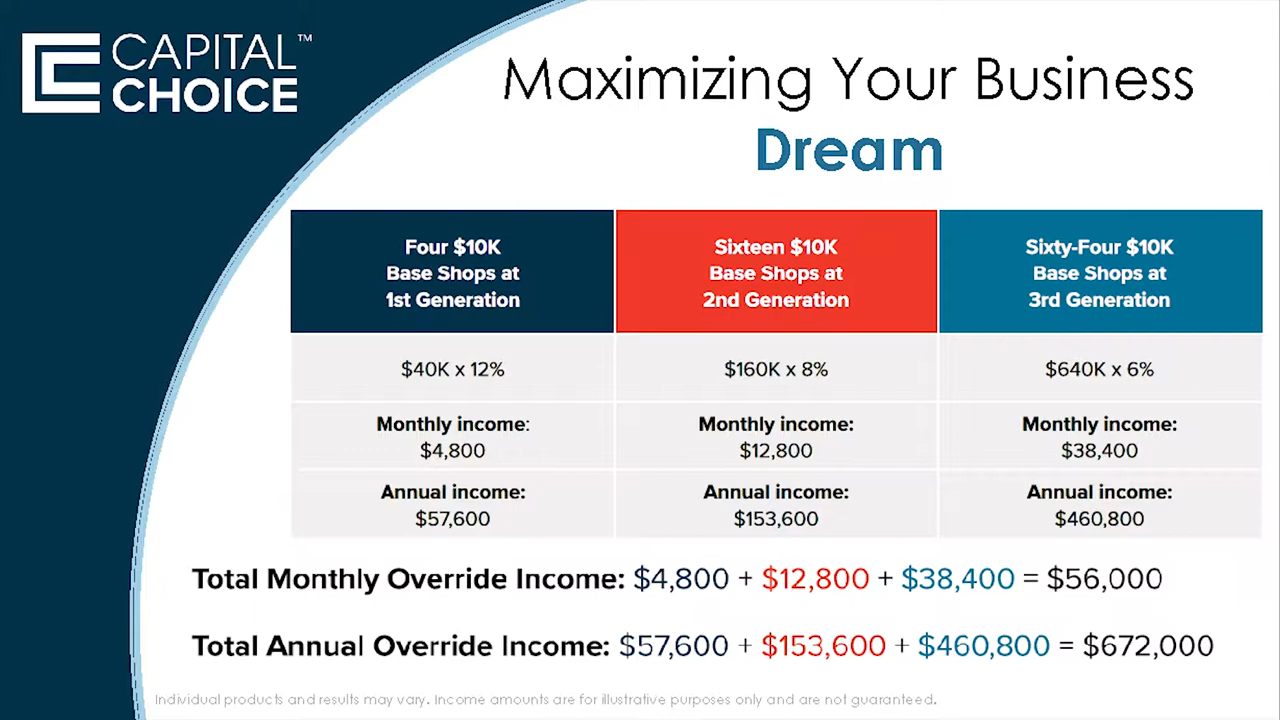 CAPITAL™
CHOICE
Maximizing Your Business
Dream
Four $10K
Base Shops at
1st Generation
Sixteen $10K
Base Shops at
2nd Generation
Sixty-Four $10K
Base Shops at
3rd Generation
$40K x 12%
$160K x 8%
$640K x 6%
Monthly income:
$4,800
Monthly income:
$12,800
Monthly income:
$38,400
Annual income:
$57,600
Annual income:
$153,600
Annual income:
$460,800
Total Monthly Override Income: $4,800 + $12,800 + $38,400 = $56,000
Total Annual Override Income: $57,600 + $153,600 + $460,800 = $672,000
Individual products and results may vary. Income amounts are for illustrative purposes only and are not guaranteed.